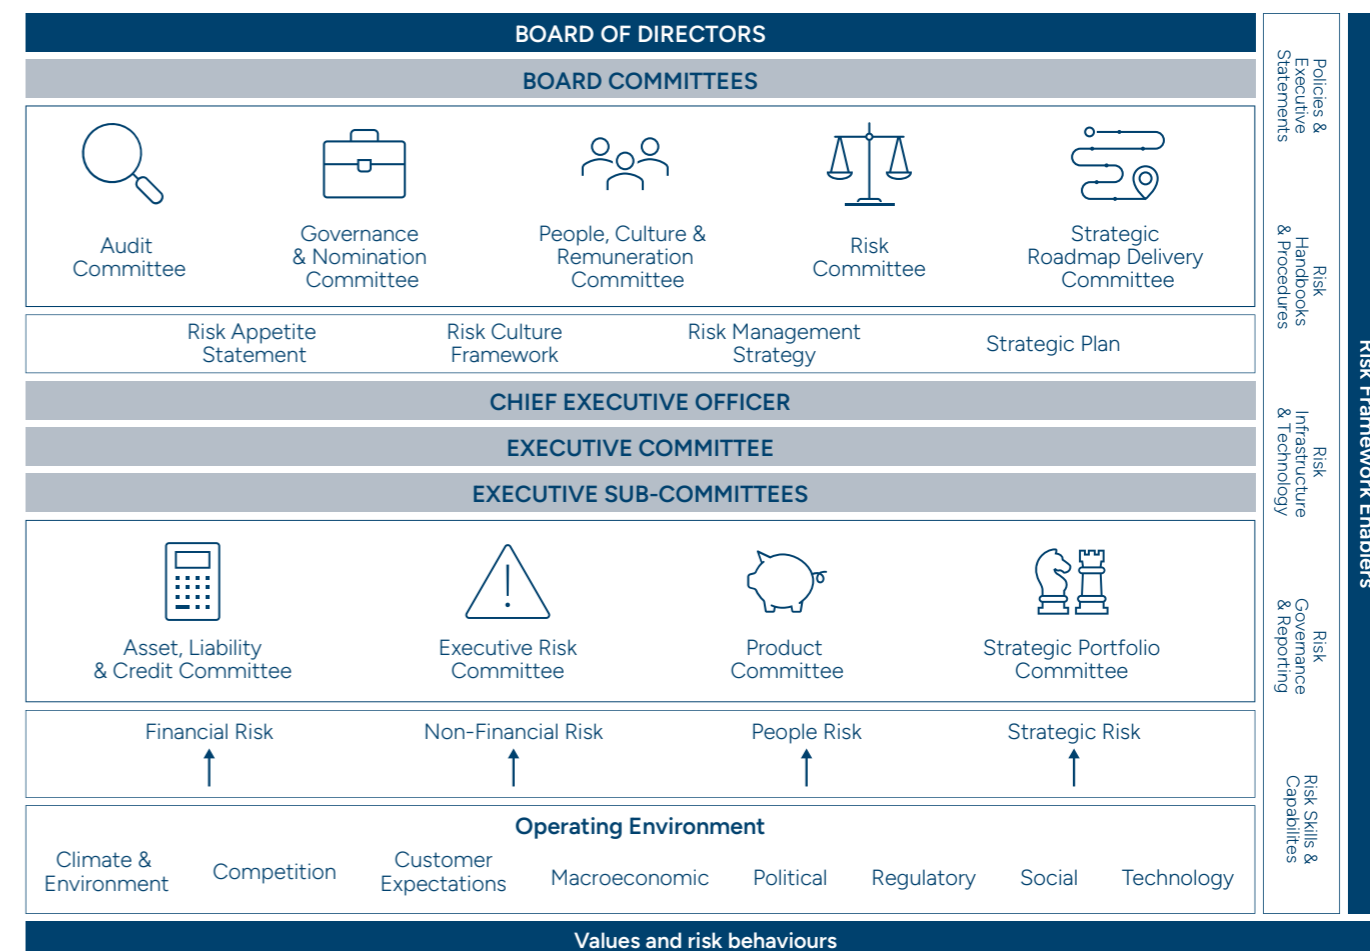 BOARD OF DIRECTORS
BOARD COMMITTEES
Audit
Committee
Governance
& Nomination
Committee
People, Culture &
Remuneration
Committee
Risk
Committee
Strategic
Roadmap Delivery
Committee
Risk Appetite
Statement
Risk Culture
Framework
Risk Management
Strategy
Strategic Plan
CHIEF EXECUTIVE OFFICER
EXECUTIVE COMMITTEE
EXECUTIVE SUB-COMMITTEES
Asset, Liability
& Credit Committee
Executive Risk
Committee
Product
Committee
Strategic Portfolio
Committee
Financial Risk
Non-Financial Risk
People Risk
Strategic Risk
Operating Environment
Climate &
Environment
Competition
Customer
Expectations
Macroeconomic
Political
Regulatory
Social
Technology
Values and risk behaviours
Policies &
Executive
Statements
Risk
Handbooks
& Procedures
Risk
Infrastructure
& Technology
Risk
Governance
& Reporting
Risk Skills &
Capabilites
Risk Framework Enablers